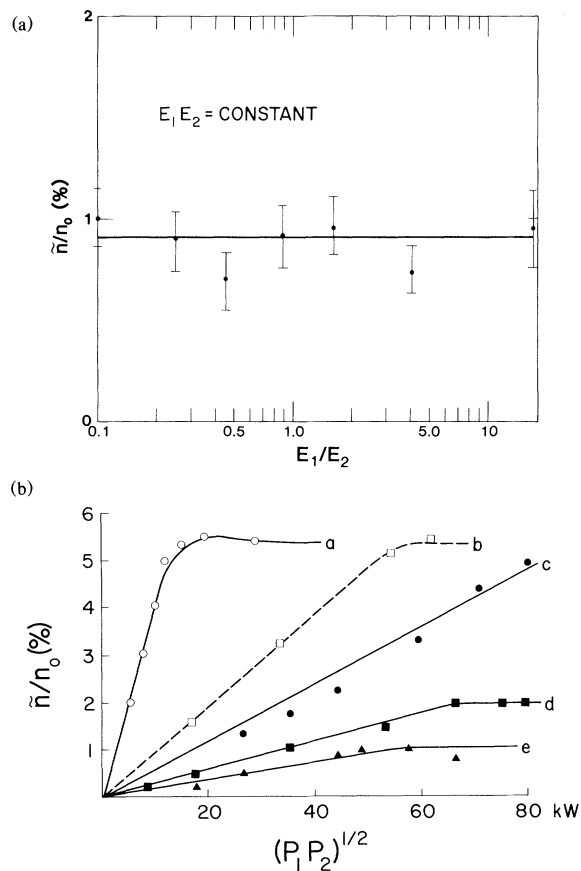 (a)
2
E₁E₂ = CONSTANT
ñ/n₀ (%)
1
0
0.1 0.5 1.0 5.0 10
E₁/E₂
(b)
6
5
4
3
2
1
ñ/n₀ (%)
a
b
c
d
e
20 40 60 80 kW
(P₁P₂)^1/2